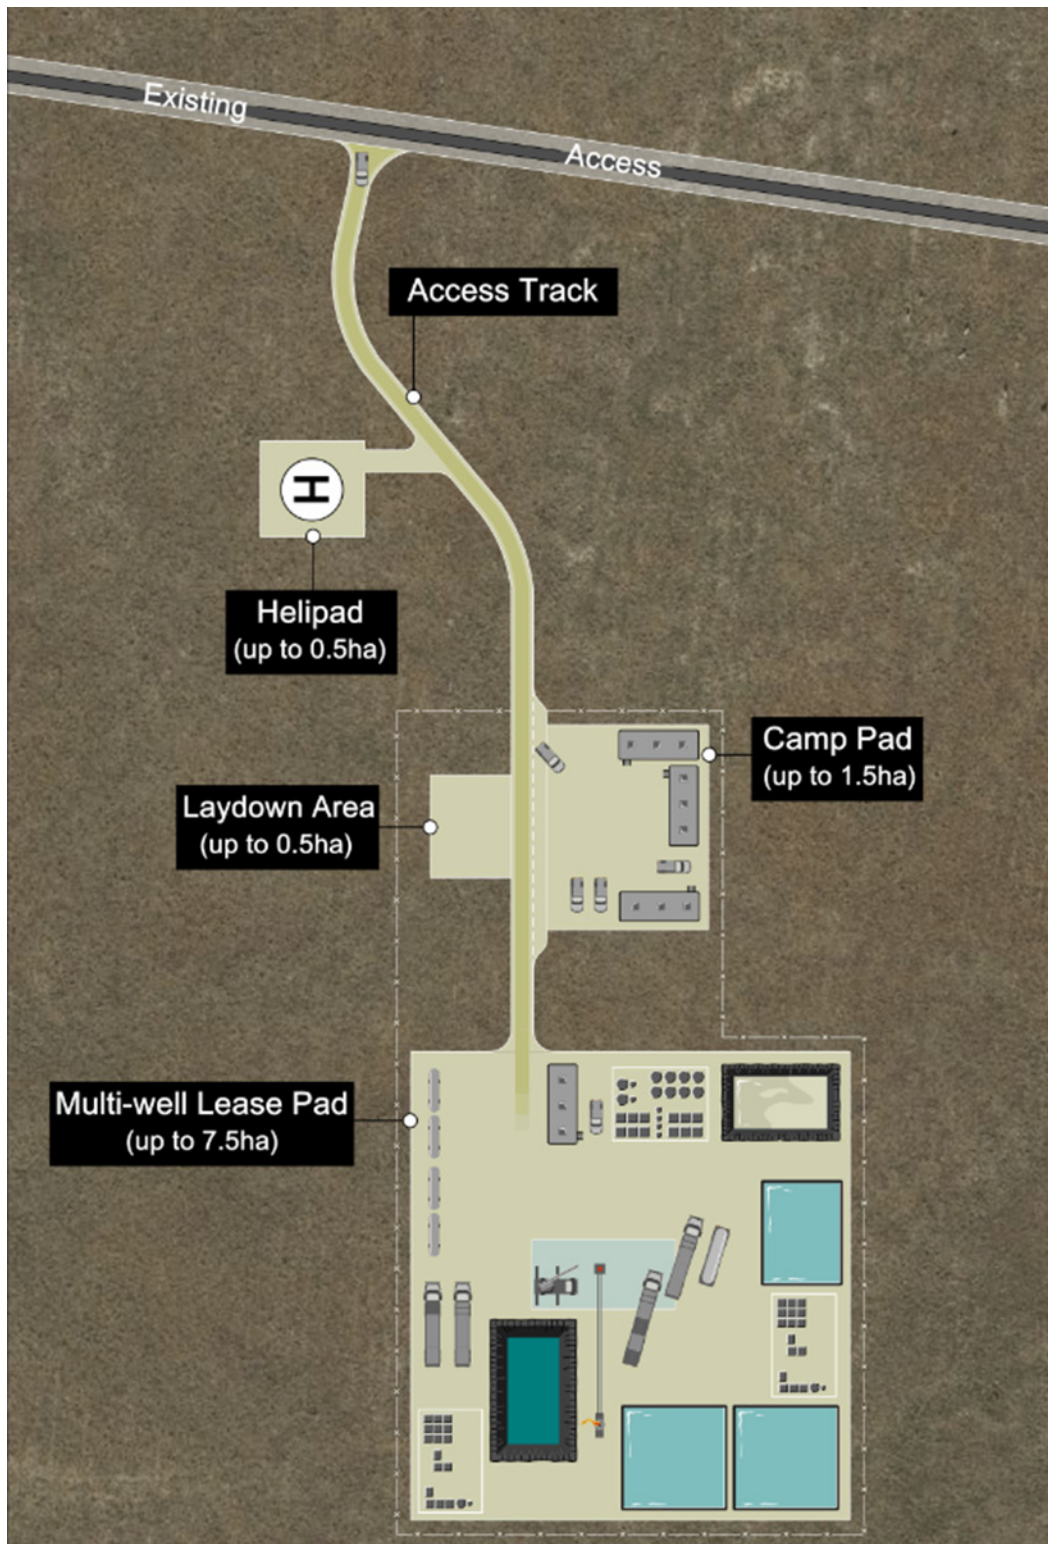 Existing
Access
Access Track
H
Helipad
(up to 0.5ha)
Camp Pad
(up to 1.5ha)
Laydown Area
(up to 0.5ha)
Multi-well Lease Pad
(up to 7.5ha)